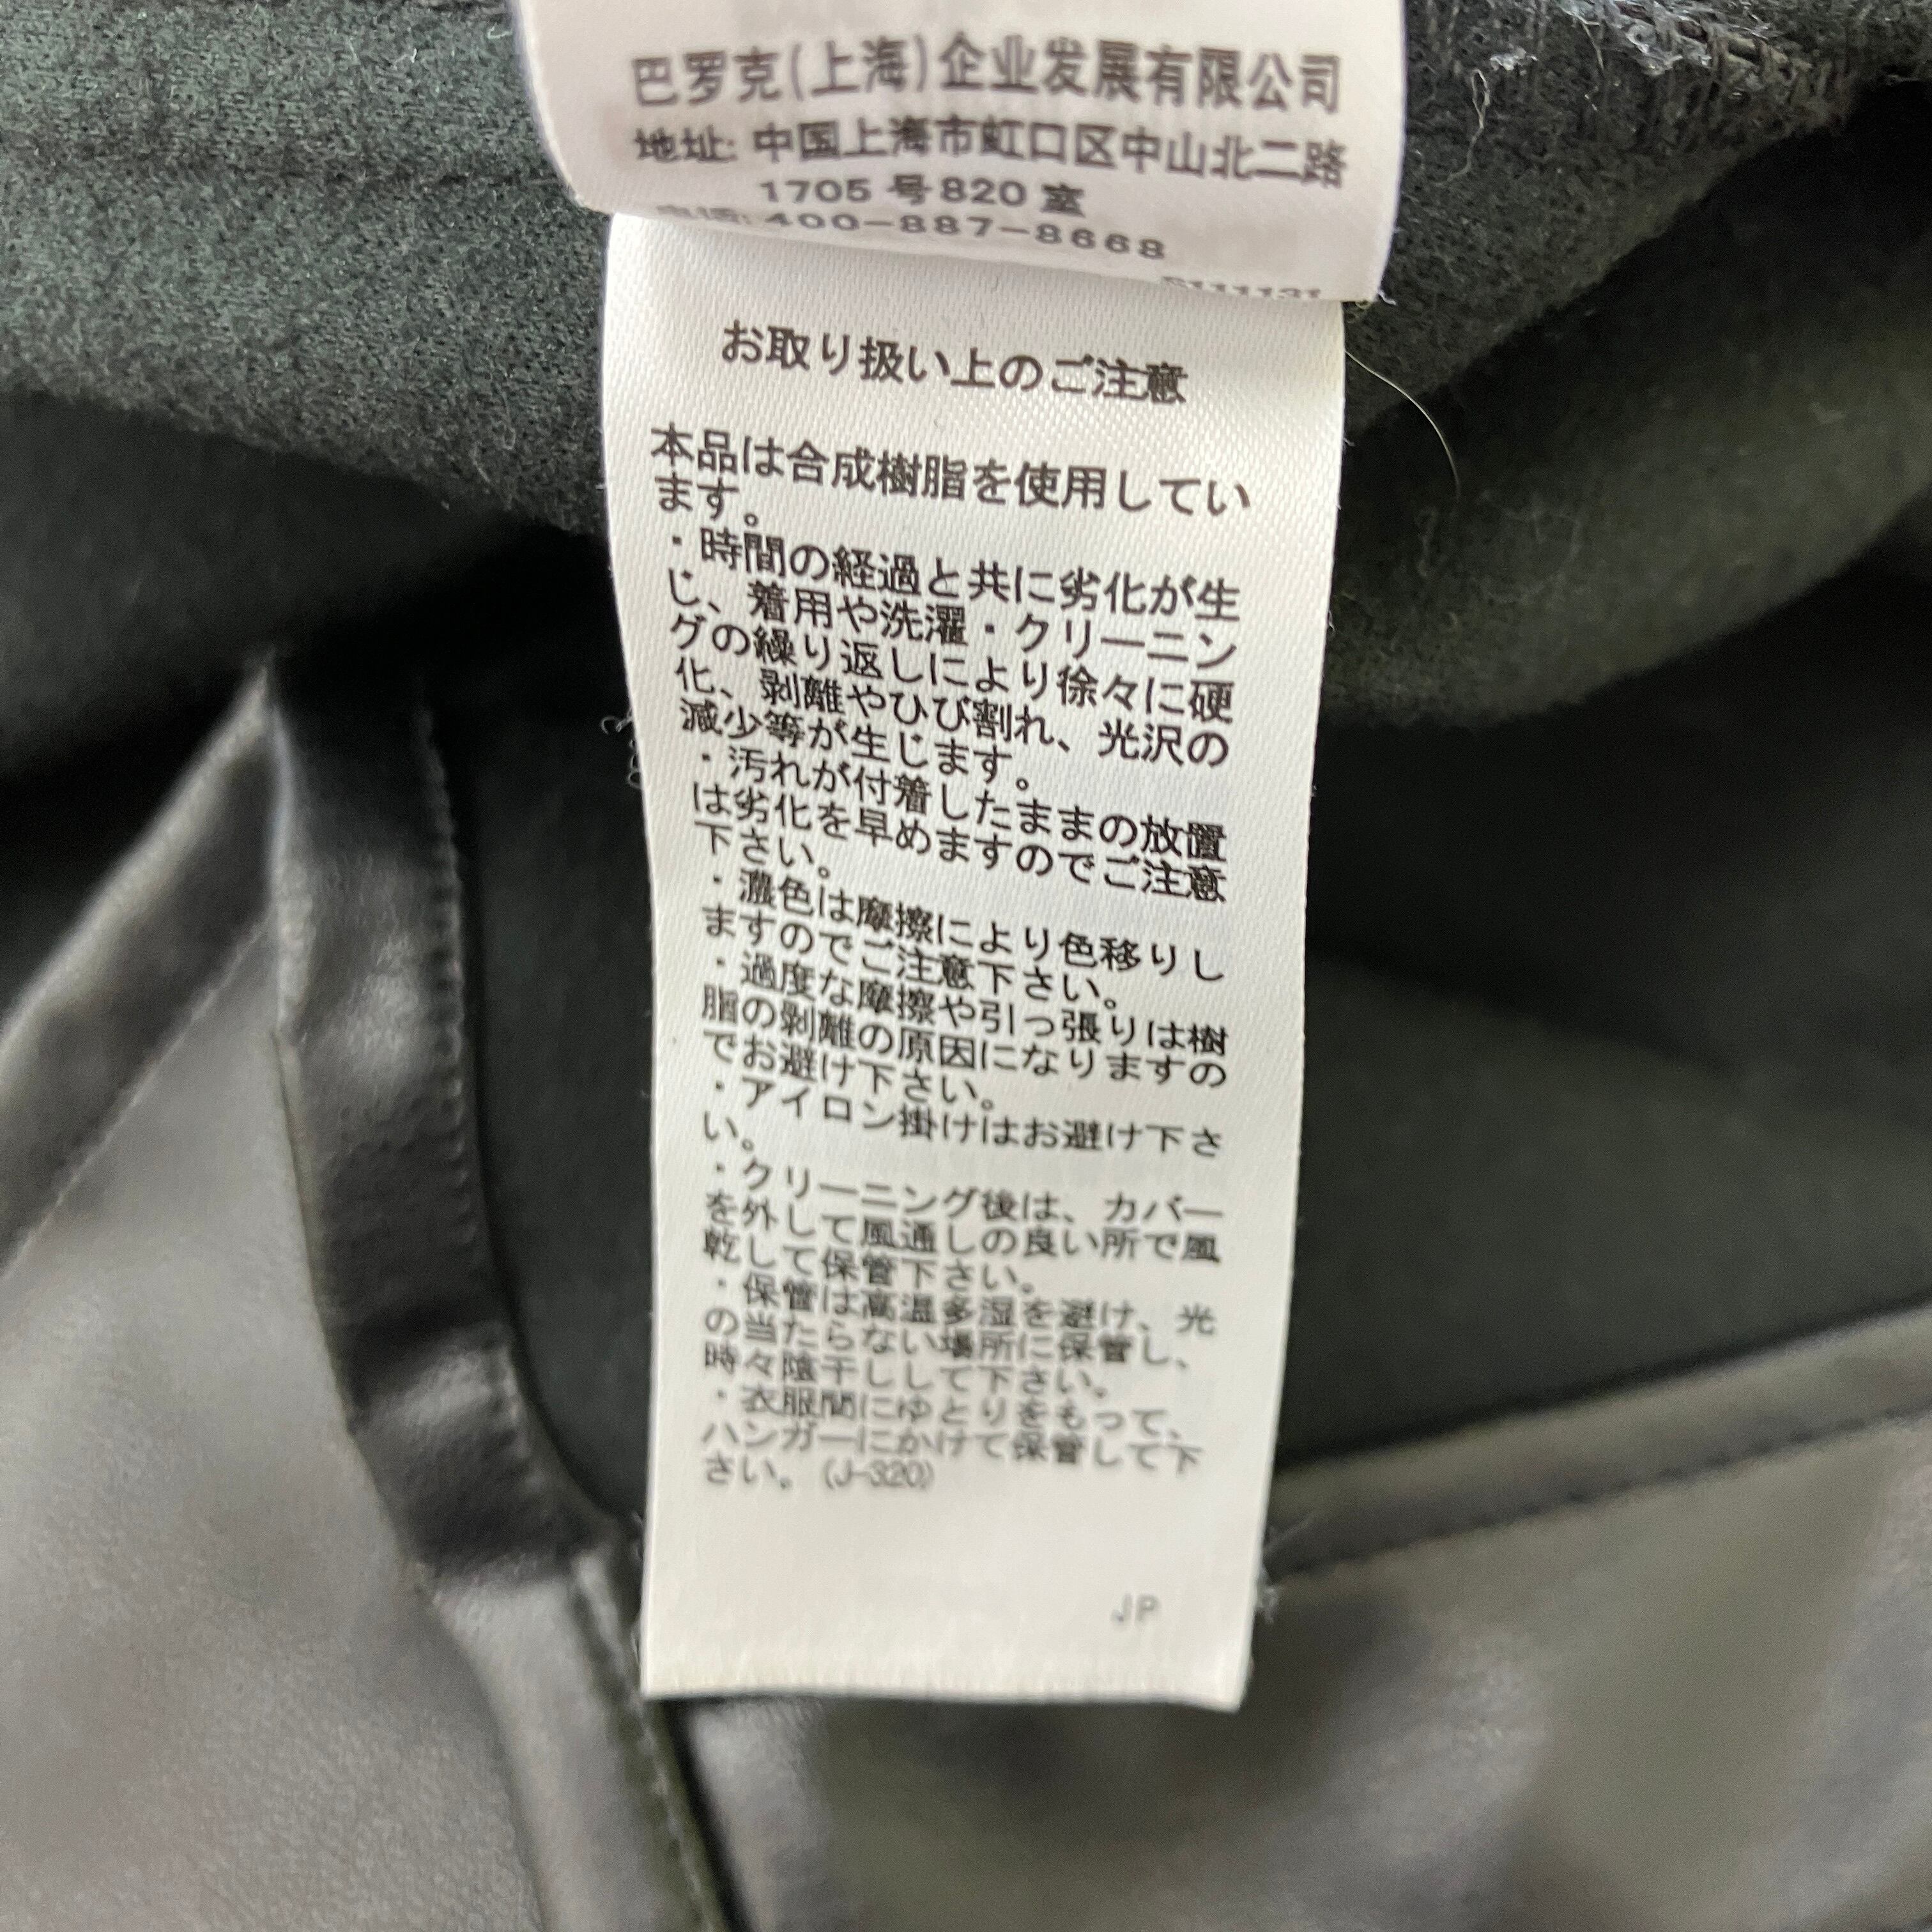 巴罗克(上海)企业发展有限公司
地址: 中国上海市虹口区中山北二路
1705 号 820 室
电话: 400-887-8668
お取り扱い上のご注意
本品は合成樹脂を使用してい
ます。
・時間の経過と共に劣化が生
じ、着用や洗濯・クリーニン
グの繰り返しにより徐々に硬
化、剥離やひび割れ、光沢の
減少等が生じます。
・汚れが付着したままの放置
は劣化を早めますのでご注意
下さい。
・濃色は摩擦により色移りし
ますのでご注意下さい。
・過度な摩擦や引っ張りは樹
脂の剥離の原因になりますの
でお避け下さい。
・アイロン掛けはお避け下さ
い。
・クリーニング後は、カバー
を外して風通しの良い所で風
乾して保管下さい。
・保管は高温多湿を避け、光
の当たらない場所に保管し、
時々陰干しして下さい。
・衣服間にゆとりをもって、
ハンガーにかけて保管して下
さい。(J-320)
JP